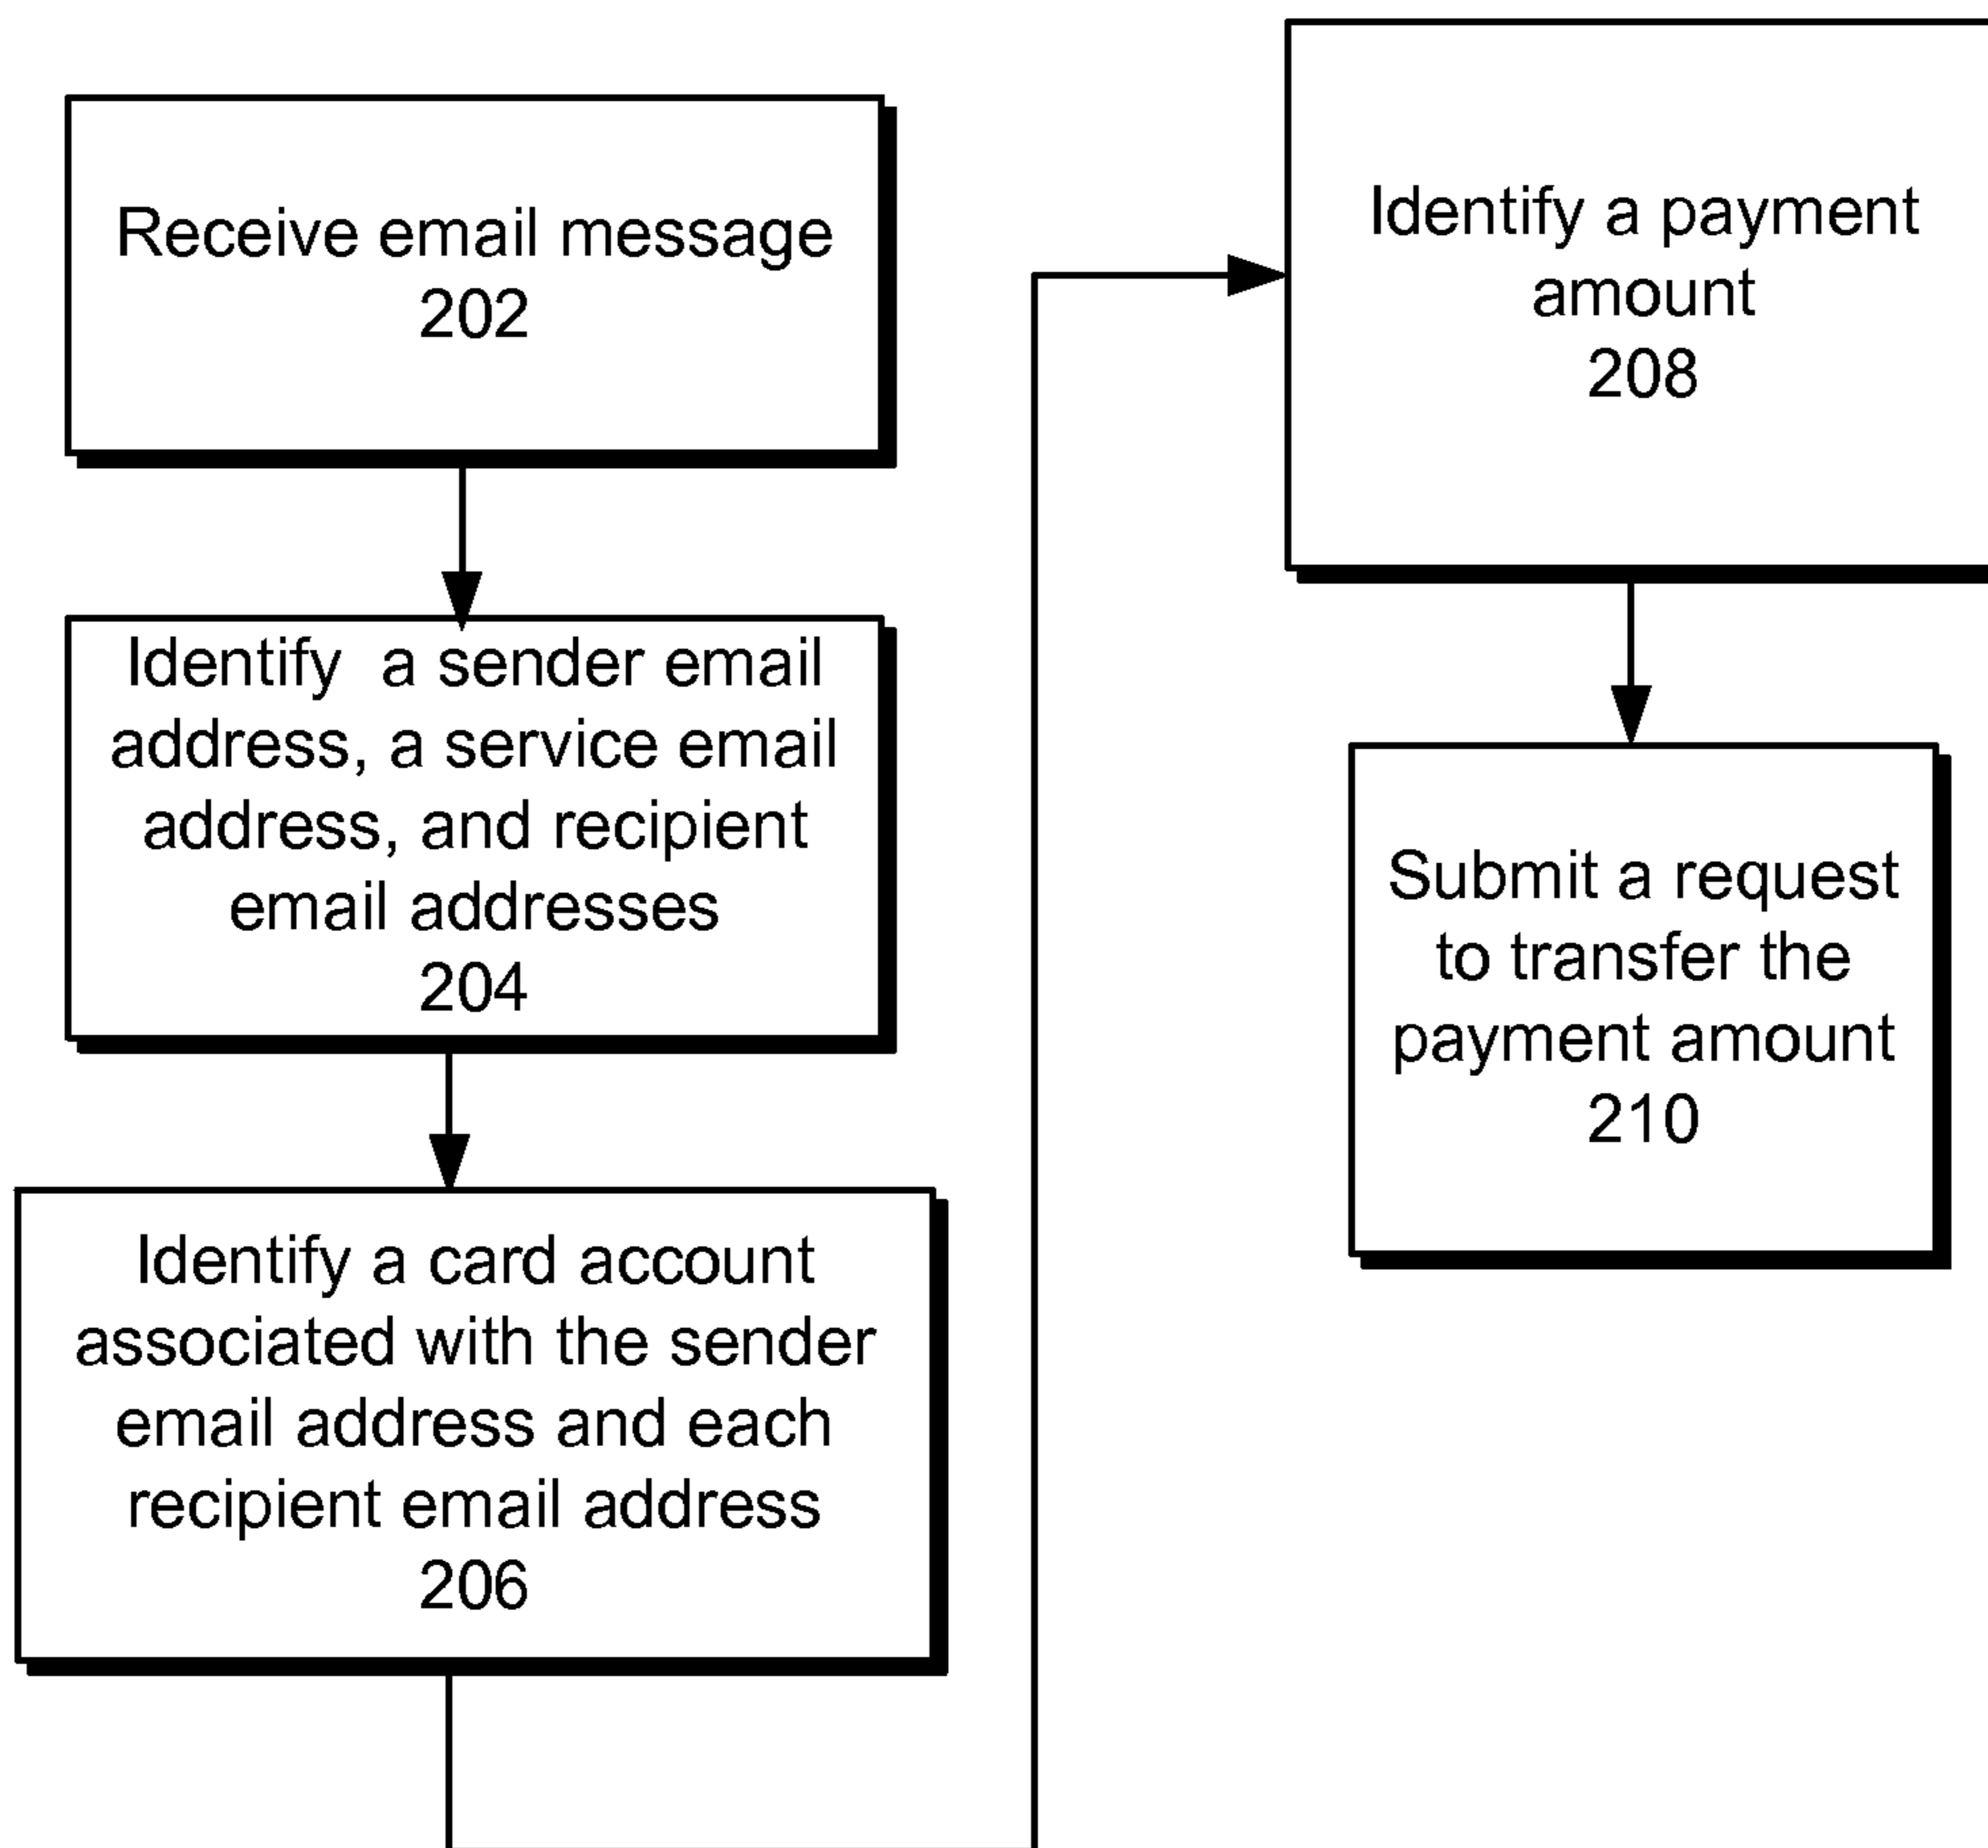 Receive email message
202
Identify a sender email
address, a service email
address, and recipient
email addresses
204
Identify a card account
associated with the sender
email address and each
recipient email address
206
Identify a payment
amount
208
Submit a request
to transfer the
payment amount
210